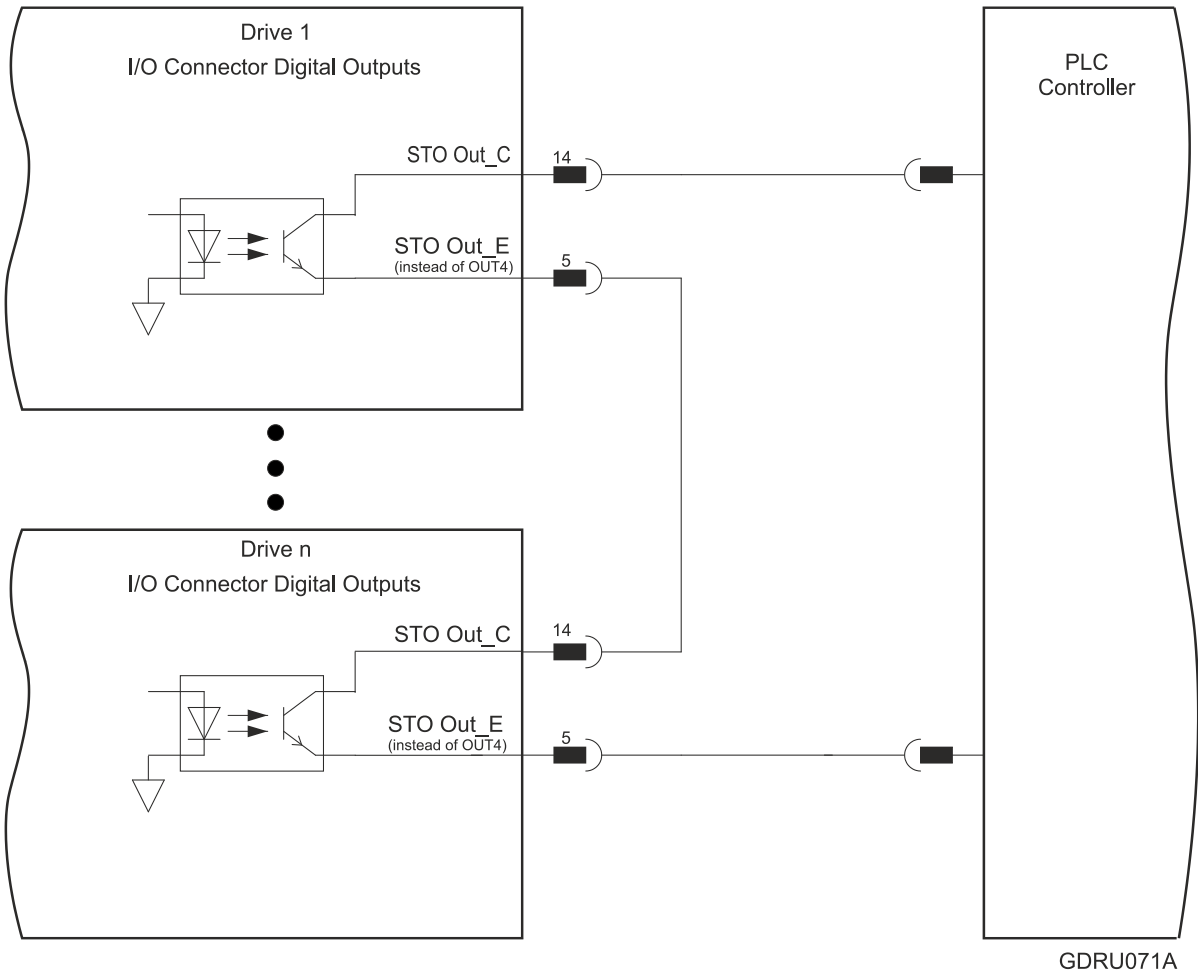 Drive 1
I/O Connector Digital Outputs
PLC
Controller
STO Out_C
14
STO Out_E
(instead of OUT4)
5
Drive n
I/O Connector Digital Outputs
STO Out_C
14
STO Out_E
(instead of OUT4)
5
GDRU071A